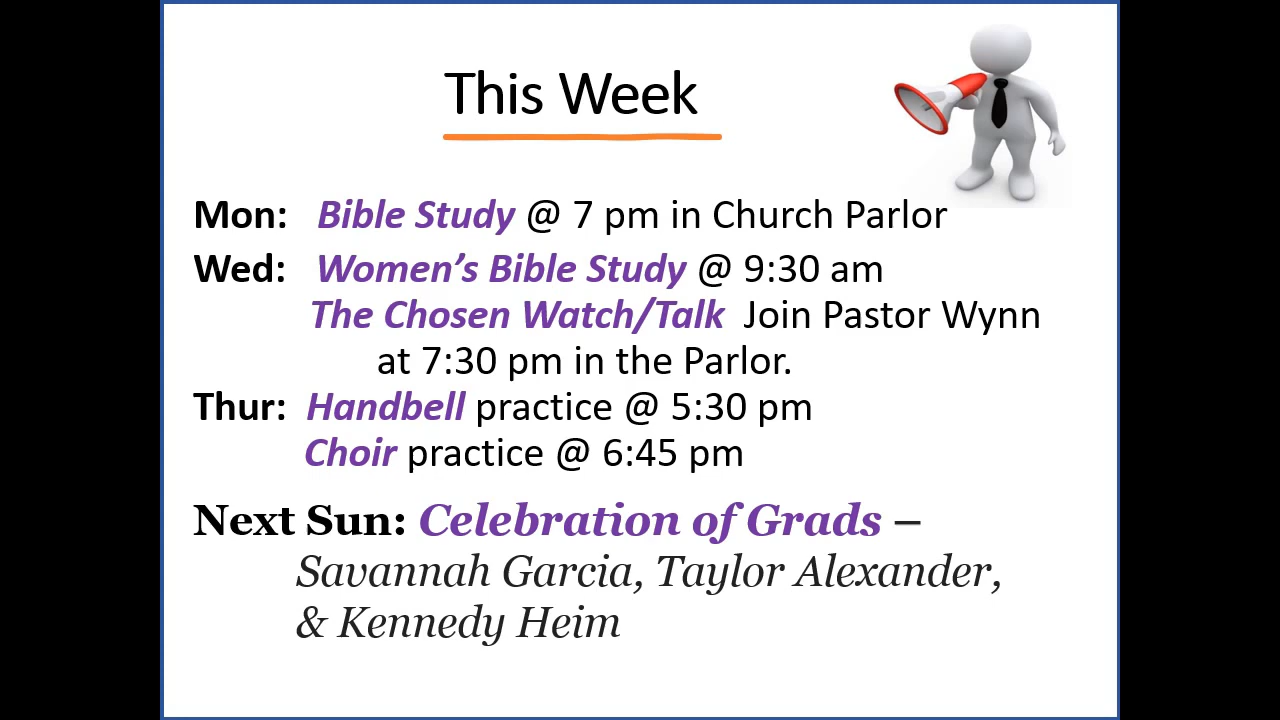 This Week
Mon: Bible Study @ 7 pm in Church Parlor
Wed: Women’s Bible Study @ 9:30 am
The Chosen Watch/Talk Join Pastor Wynn
at 7:30 pm in the Parlor.
Thur: Handbell practice @ 5:30 pm
Choir practice @ 6:45 pm
Next Sun: Celebration of Grads –
Savannah Garcia, Taylor Alexander,
& Kennedy Heim